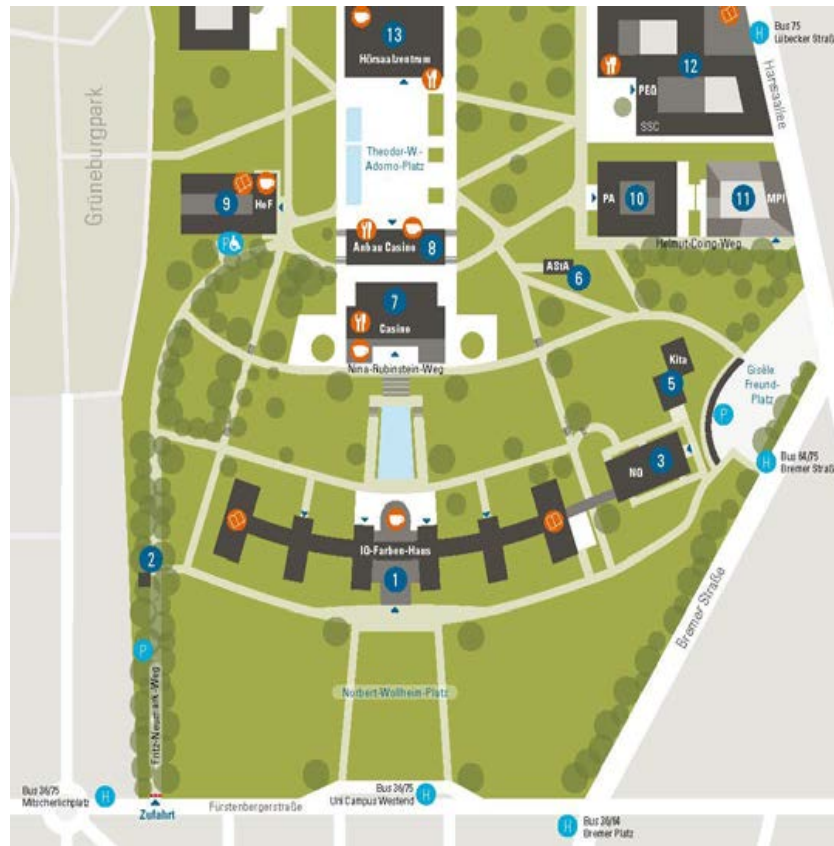 13
Hörsaalzentrum
H
Bus 75
Lübecker Straße
12
PEG
SSC
Hansaallee
Grüneburgpark
Theodor-W.-
Adorno-Platz
9
HoF
P
PA
10
11
MPI
Anbau Casino
8
Helmut-Coing-Weg
AStA
6
7
Casino
Nina-Rubinstein-Weg
Kita
5
Gisèle
Freund-
Platz
P
3
H
Bus 64/75
Bremer Straße
IG-Farben-Haus
1
2
P
Fritz-Neumark-Weg
Bremer Straße
Norbert-Wollheim-Platz
Bus 36/75
Mitscherlichplatz
H
Zufahrt
Fürstenbergerstraße
Bus 36/75
Uni Campus Westend
H
H
Bus 36/64
Bremer Platz